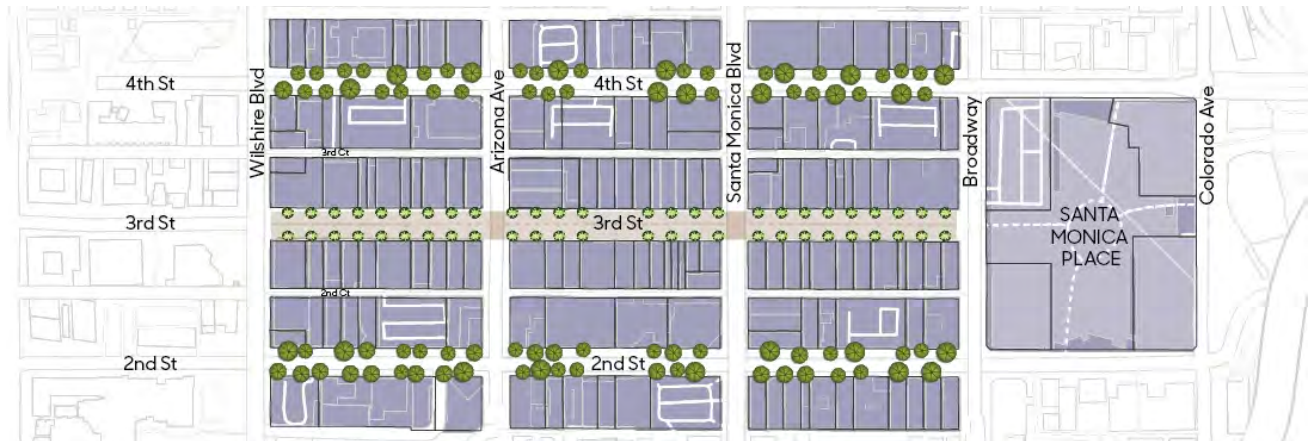 4th St
4th St
Wilshire Blvd
Arizona Ave
Santa Monica Blvd
Broadway
Colorado Ave
3rd Ct
3rd St
3rd St
SANTA
MONICA
PLACE
2nd Ct
2nd St
2nd St